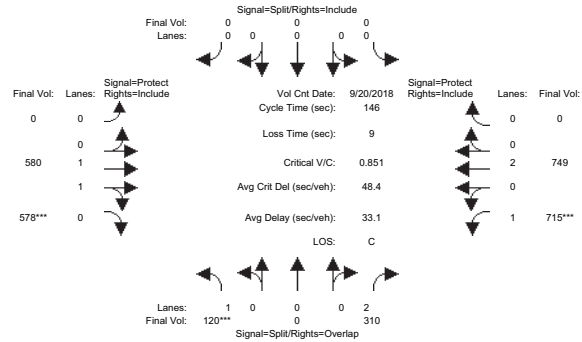 Signal=Split/Rights=Include
Final Vol: 0 0 0
Lanes: 0 0 0 0 0
Signal=Protect
Final Vol: Lanes: Rights=Include
Vol Cnt Date: 9/20/2018
Signal=Protect
Rights=Include Lanes: Final Vol:
Cycle Time (sec): 146
0 0
0 0
Loss Time (sec): 9
0
0
580 1
Critical V/C: 0.851
2 749
1
Avg Crit Del (sec/veh): 48.4
0
578*** 0
Avg Delay (sec/veh): 33.1
1 715***
LOS: C
Lanes: 1 0 0 0 2
Final Vol: 120*** 0 310
Signal=Split/Rights=Overlap